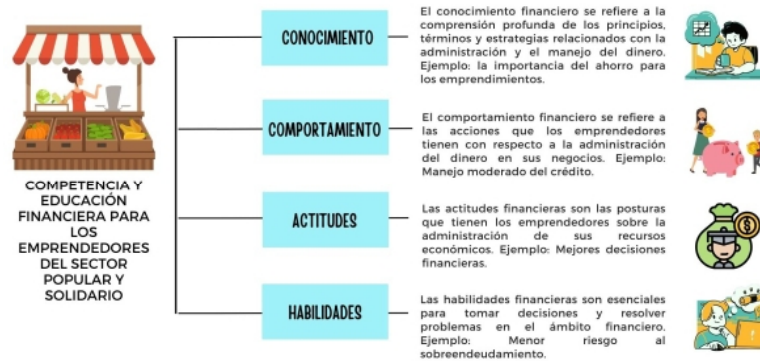 COMPETENCIA Y
EDUCACIÓN
FINANCIERA PARA
LOS
EMPRENDEDORES
DEL SECTOR
POPULAR Y
SOLIDARIO
CONOCIMIENTO
El conocimiento financiero se refiere a la
comprensión profunda de los principios,
términos y estrategias relacionados con la
administración y el manejo del dinero.
Ejemplo: la importancia del ahorro para
los emprendimientos.
COMPORTAMIENTO
El comportamiento financiero se refiere a
las acciones que los emprendedores
tienen con respecto a la administración
del dinero en sus negocios. Ejemplo:
Manejo moderado del crédito.
ACTITUDES
Las actitudes financieras son las posturas
que tienen los emprendedores sobre la
administración de sus recursos
económicos. Ejemplo: Mejores decisiones
financieras.
HABILIDADES
Las habilidades financieras son esenciales
para tomar decisiones y resolver
problemas en el ámbito financiero.
Ejemplo: Menor riesgo al
sobreendeudamiento.